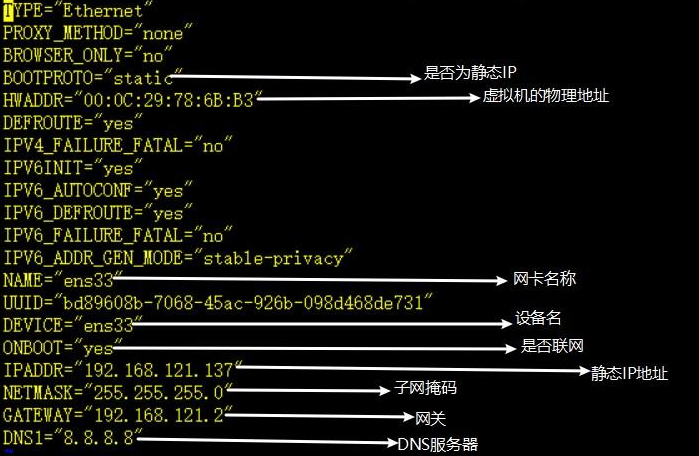 TYPE="Ethernet"
PROXY_METHOD="none"
BROWSER_ONLY="no"
BOOTPROTO="static" 是否为静态IP
HWADDR="00:0C:29:78:6B:B3" 虚拟机的物理地址
DEFROUTE="yes"
IPV4_FAILURE_FATAL="no"
IPV6INIT="yes"
IPV6_AUTOCONF="yes"
IPV6_DEFROUTE="yes"
IPV6_FAILURE_FATAL="no"
IPV6_ADDR_GEN_MODE="stable-privacy"
NAME="ens33" 网卡名称
UUID="bd89608b-7068-45ac-926b-098d468de731"
DEVICE="ens33" 设备名
ONBOOT="yes" 是否联网
IPADDR="192.168.121.137" 静态IP地址
NETMASK="255.255.255.0" 子网掩码
GATEWAY="192.168.121.2" 网关
DNS1="8.8.8.8" DNS服务器
~